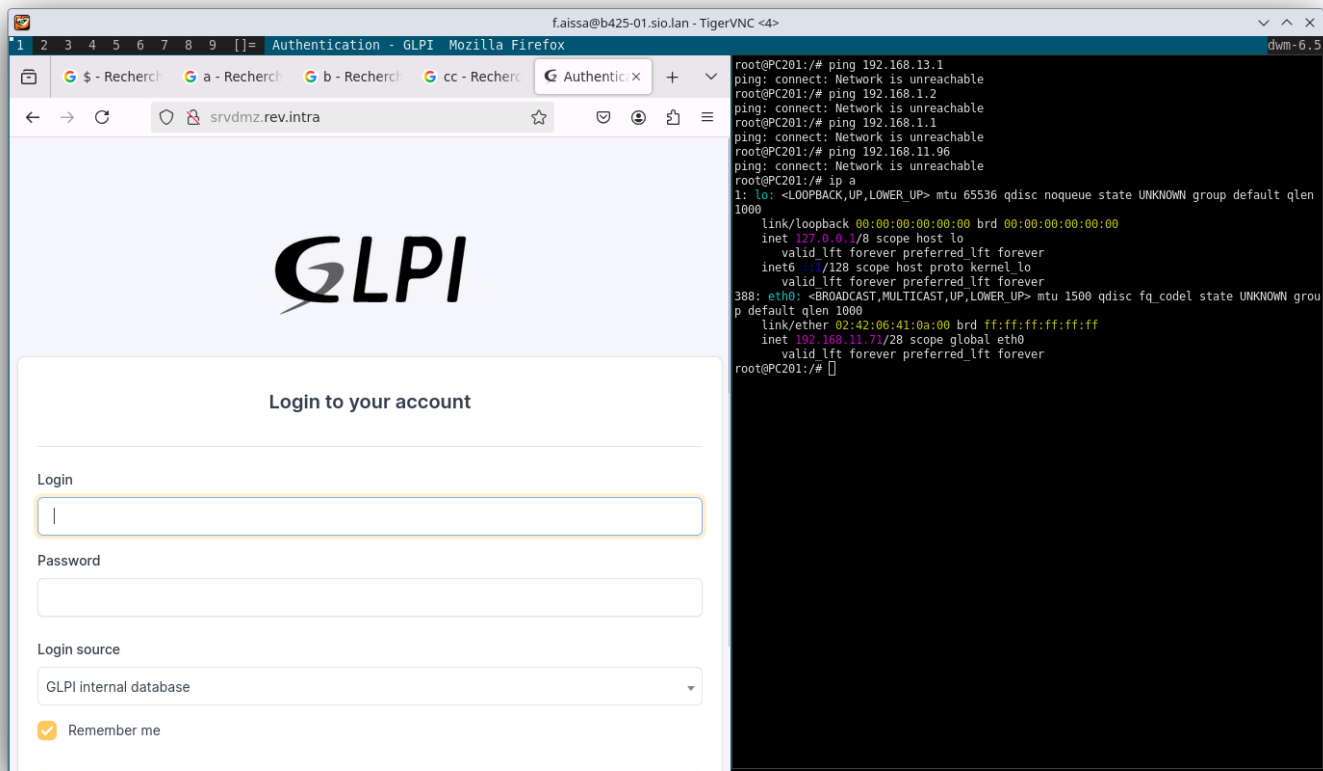 f.aissa@b425-01.sio.lan - TigerVNC <4>
1 2 3 4 5 6 7 8 9 []= Authentication - GLPI Mozilla Firefox
dwm-6.5
$ - Recherch
a - Recherch
b - Recherch
cc - Recherc
Authentic
srvdmz.rev.intra
GLPI
Login to your account
Login
Password
Login source
GLPI internal database
Remember me
root@PC201:/# ping 192.168.13.1
ping: connect: Network is unreachable
root@PC201:/# ping 192.168.1.2
ping: connect: Network is unreachable
root@PC201:/# ping 192.168.1.1
ping: connect: Network is unreachable
root@PC201:/# ping 192.168.11.96
ping: connect: Network is unreachable
root@PC201:/# ip a
1: lo: <LOOPBACK,UP,LOWER_UP> mtu 65536 qdisc noqueue state UNKNOWN group default qlen
1000
link/loopback 00:00:00:00:00:00 brd 00:00:00:00:00:00
inet 127.0.0.1/8 scope host lo
valid_lft forever preferred_lft forever
inet6 ::1/128 scope host proto kernel_lo
valid_lft forever preferred_lft forever
388: eth0: <BROADCAST,MULTICAST,UP,LOWER_UP> mtu 1500 qdisc fq_codel state UNKNOWN grou
p default qlen 1000
link/ether 02:42:06:41:0a:00 brd ff:ff:ff:ff:ff:ff
inet 192.168.11.71/28 scope global eth0
valid_lft forever preferred_lft forever
root@PC201:/#